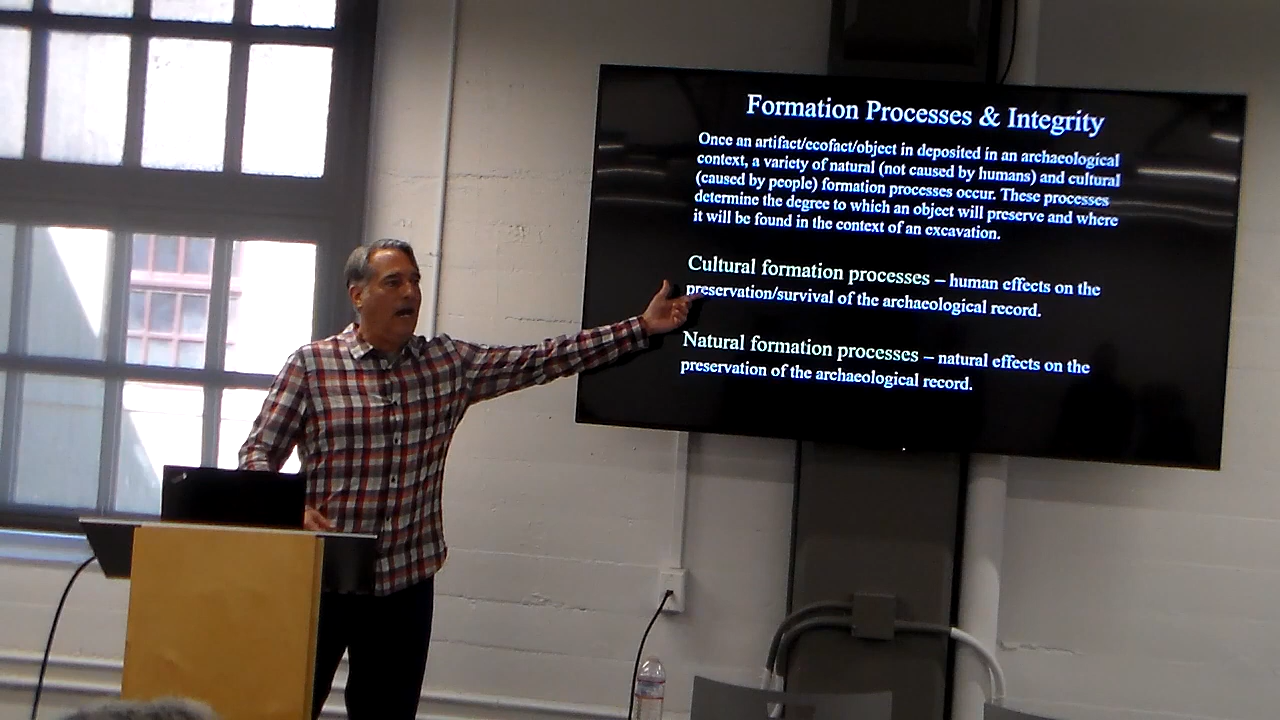 Formation Processes & Integrity
Once an artifact/ecofact/object in deposited in an archaeological
context, a variety of natural (not caused by humans) and cultural
(caused by people) formation processes occur. These processes
determine the degree to which an object will preserve and where
it will be found in the context of an excavation.
Cultural formation processes – human effects on the
preservation/survival of the archaeological record.
Natural formation processes – natural effects on the
preservation of the archaeological record.